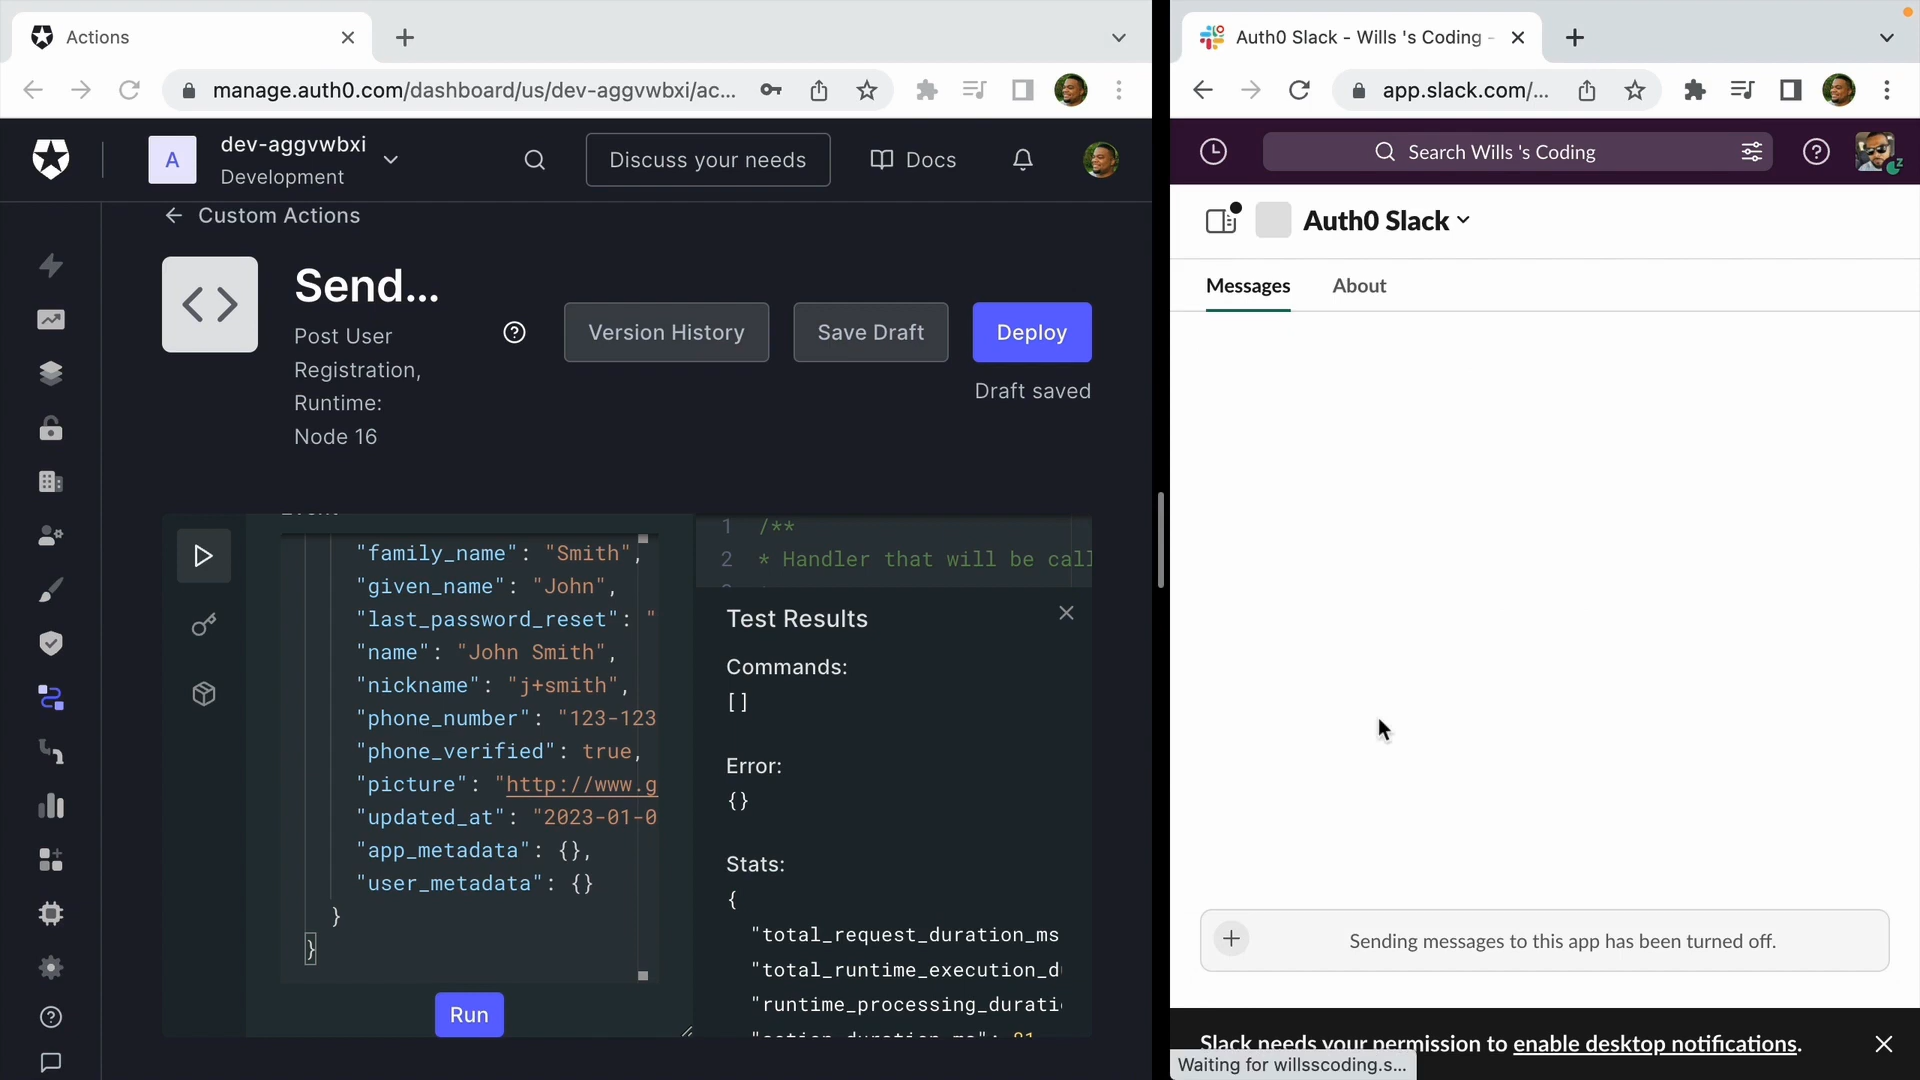 Actions
manage.auth0.com/dashboard/us/dev-aggvwbxi/ac...
A
dev-aggvwbxi
Development
Discuss your needs
Docs
Custom Actions
Send...
Post User
Registration,
Runtime:
Node 16
Version History
Save Draft
Deploy
Draft saved
"family_name": "Smith",
"given_name": "John",
"last_password_reset": "
"name": "John Smith",
"nickname": "j+smith",
"phone_number": "123-123
"phone_verified": true,
"picture": "http://www.g
"updated_at": "2023-01-0
"app_metadata": {},
"user_metadata": {}
}
}
Run
1 /**
2 * Handler that will be call
Test Results
Commands:
[]
Error:
{}
Stats:
{
"total_request_duration_ms
"total_runtime_execution_d
"runtime_processing_durati
Auth0 Slack - Wills 's Coding -
app.slack.com/...
Search Wills 's Coding
z
Auth0 Slack
Messages
About
Sending messages to this app has been turned off.
Slack needs your permission to enable desktop notifications.
Waiting for willsscoding.s...